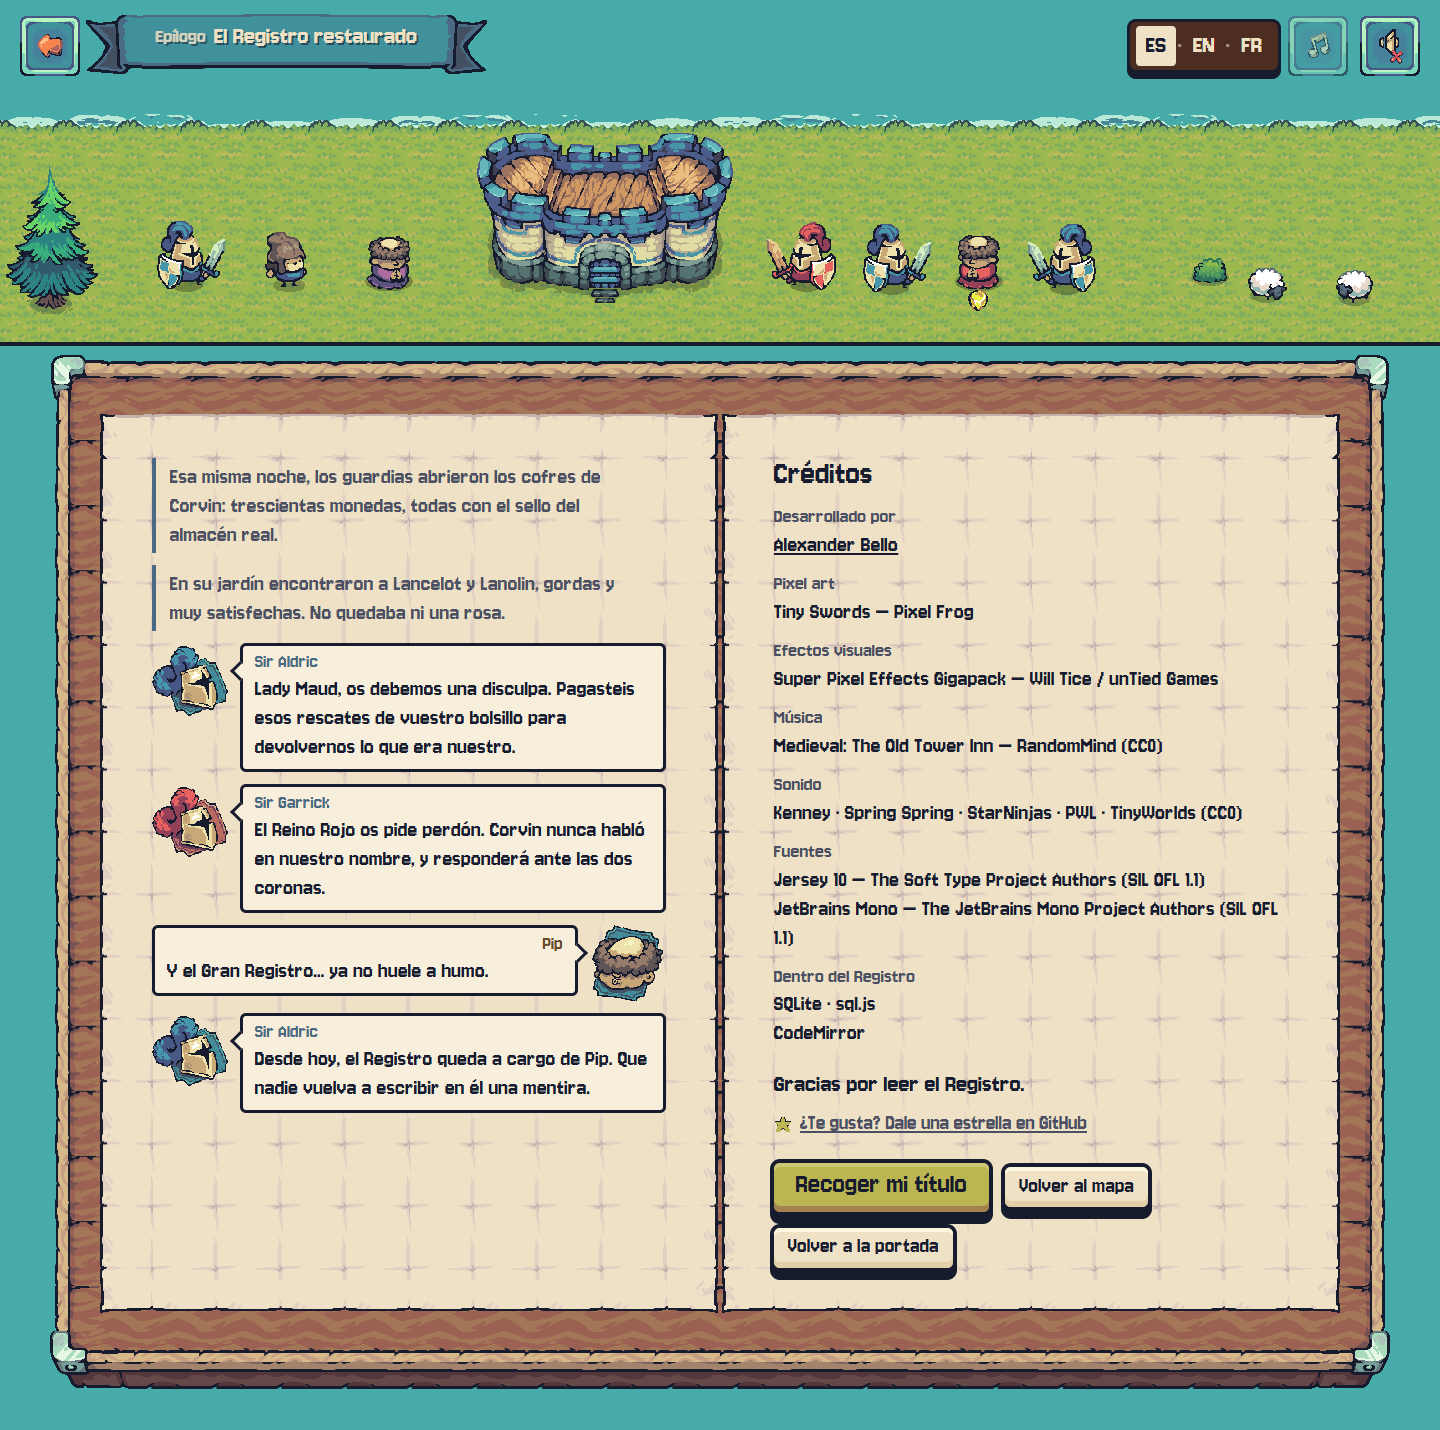 Epílogo El Registro restaurado
ES · EN · FR
Esa misma noche, los guardias abrieron los cofres de
Corvin: trescientas monedas, todas con el sello del
almacén real.
En su jardín encontraron a Lancelot y Lanolin, gordas y
muy satisfechas. No quedaba ni una rosa.
Sir Aldric
Lady Maud, os debemos una disculpa. Pagasteis
esos rescates de vuestro bolsillo para
devolvernos lo que era nuestro.
Sir Garrick
El Reino Rojo os pide perdón. Corvin nunca habló
en nuestro nombre, y responderá ante las dos
coronas.
Pip
Y el Gran Registro... ya no huele a humo.
Sir Aldric
Desde hoy, el Registro queda a cargo de Pip. Que
nadie vuelva a escribir en él una mentira.
Créditos
Desarrollado por
Alexander Bello
Pixel art
Tiny Swords — Pixel Frog
Efectos visuales
Super Pixel Effects Gigapack — Will Tice / unTied Games
Música
Medieval: The Old Tower Inn — RandomMind (CC0)
Sonido
Kenney · Spring Spring · StarNinjas · PWL · TinyWorlds (CC0)
Fuentes
Jersey 10 — The Soft Type Project Authors (SIL OFL 1.1)
JetBrains Mono — The JetBrains Mono Project Authors (SIL OFL
1.1)
Dentro del Registro
SQLite · sql.js
CodeMirror
Gracias por leer el Registro.
¿Te gusta? Dale una estrella en GitHub
Recoger mi título
Volver al mapa
Volver a la portada